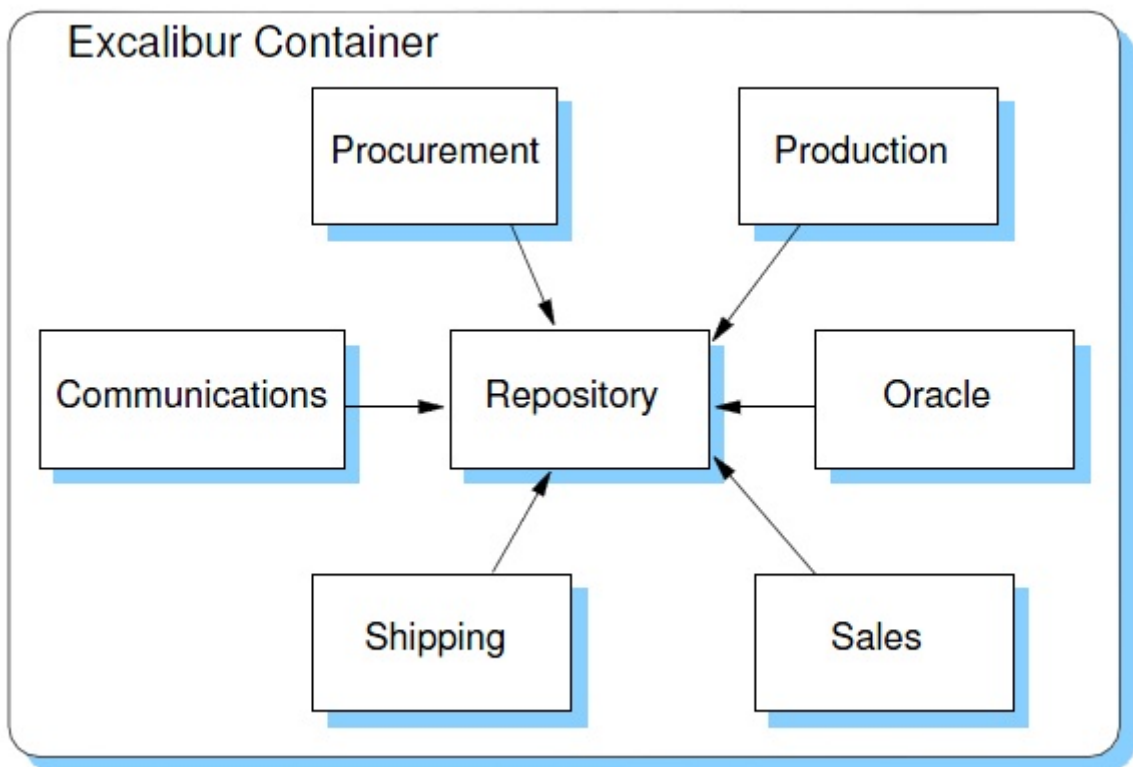 Excalibur Container
Procurement
Production
Communications
Repository
Oracle
Shipping
Sales